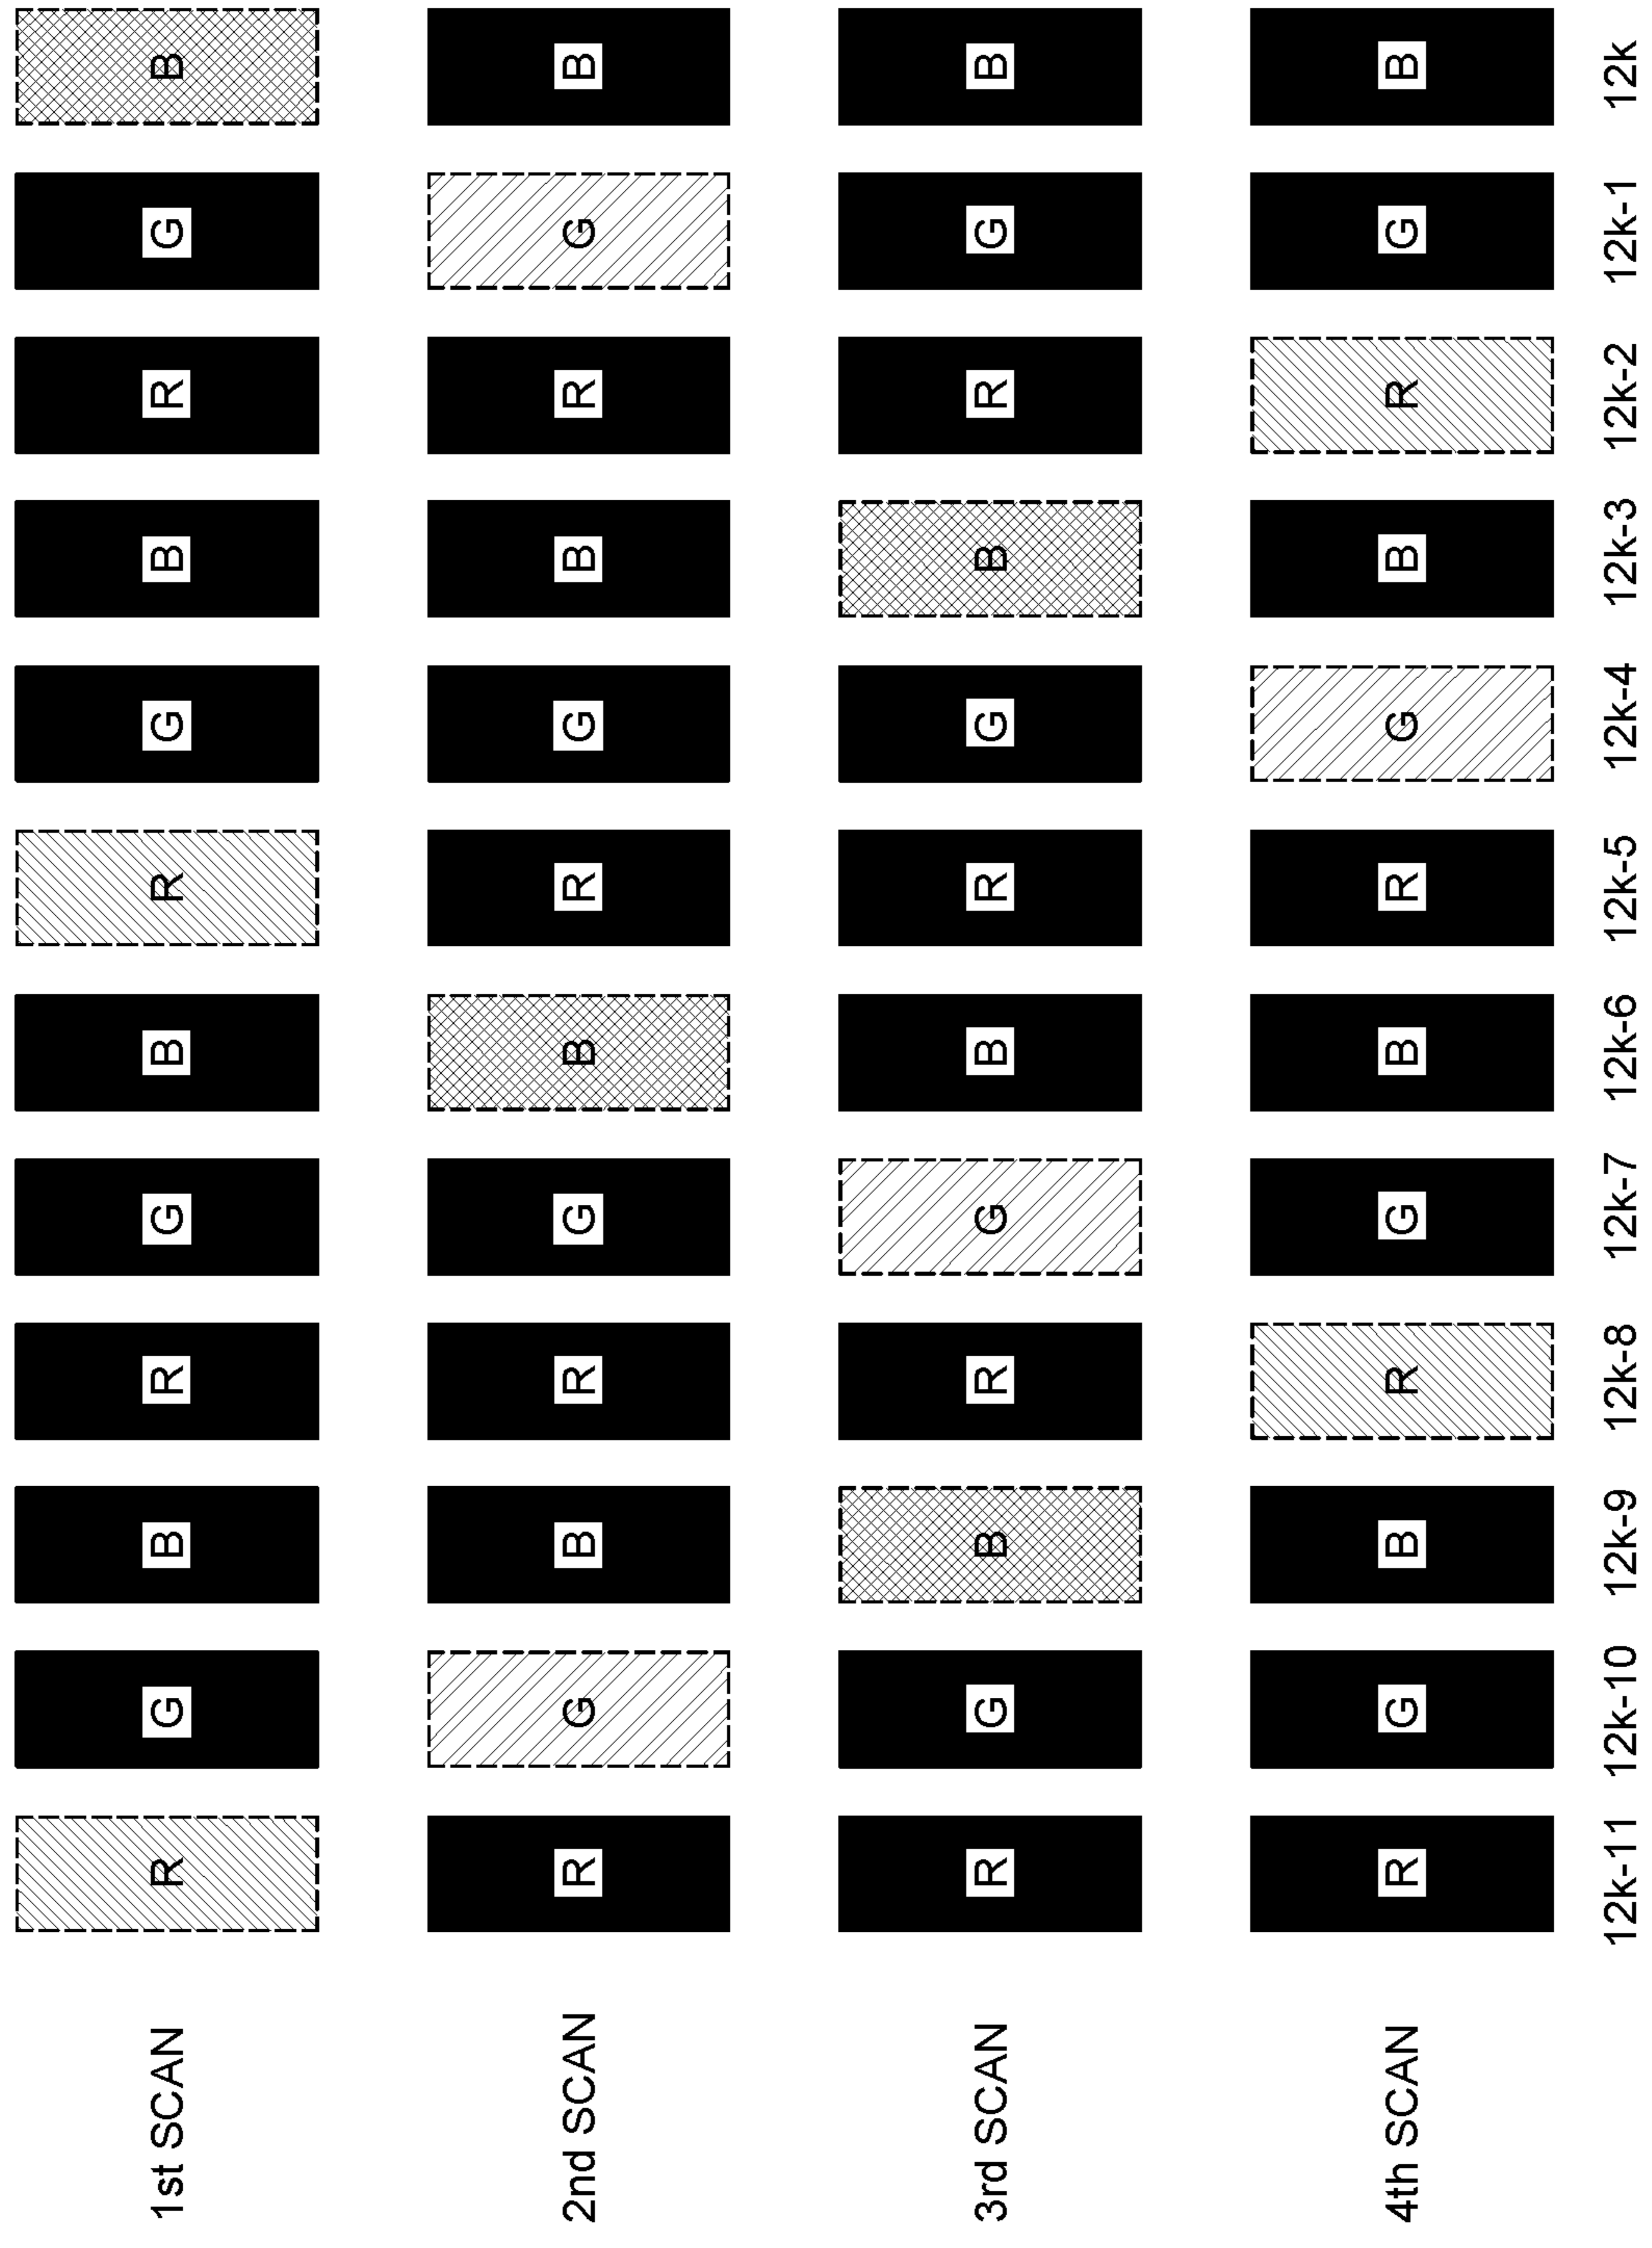 1st SCAN R G B R G B R G B R G B
2nd SCAN R G B R G B R G B R G B
3rd SCAN R G B R G B R G B R G B
4th SCAN R G B R G B R G B R G B
12k-11 12k-10 12k-9 12k-8 12k-7 12k-6 12k-5 12k-4 12k-3 12k-2 12k-1 12k